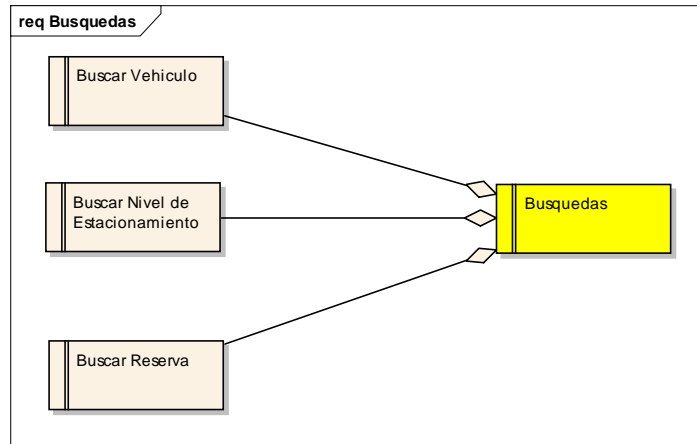 req Busquedas
Buscar Vehiculo
Buscar Nivel de
Estacionamiento
Busquedas
Buscar Reserva